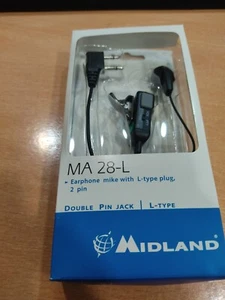 MA 28-L
▸ Earphone mike with L-type plug,
2 pin
DOUBLE PIN JACK | L-TYPE
MIDLAND